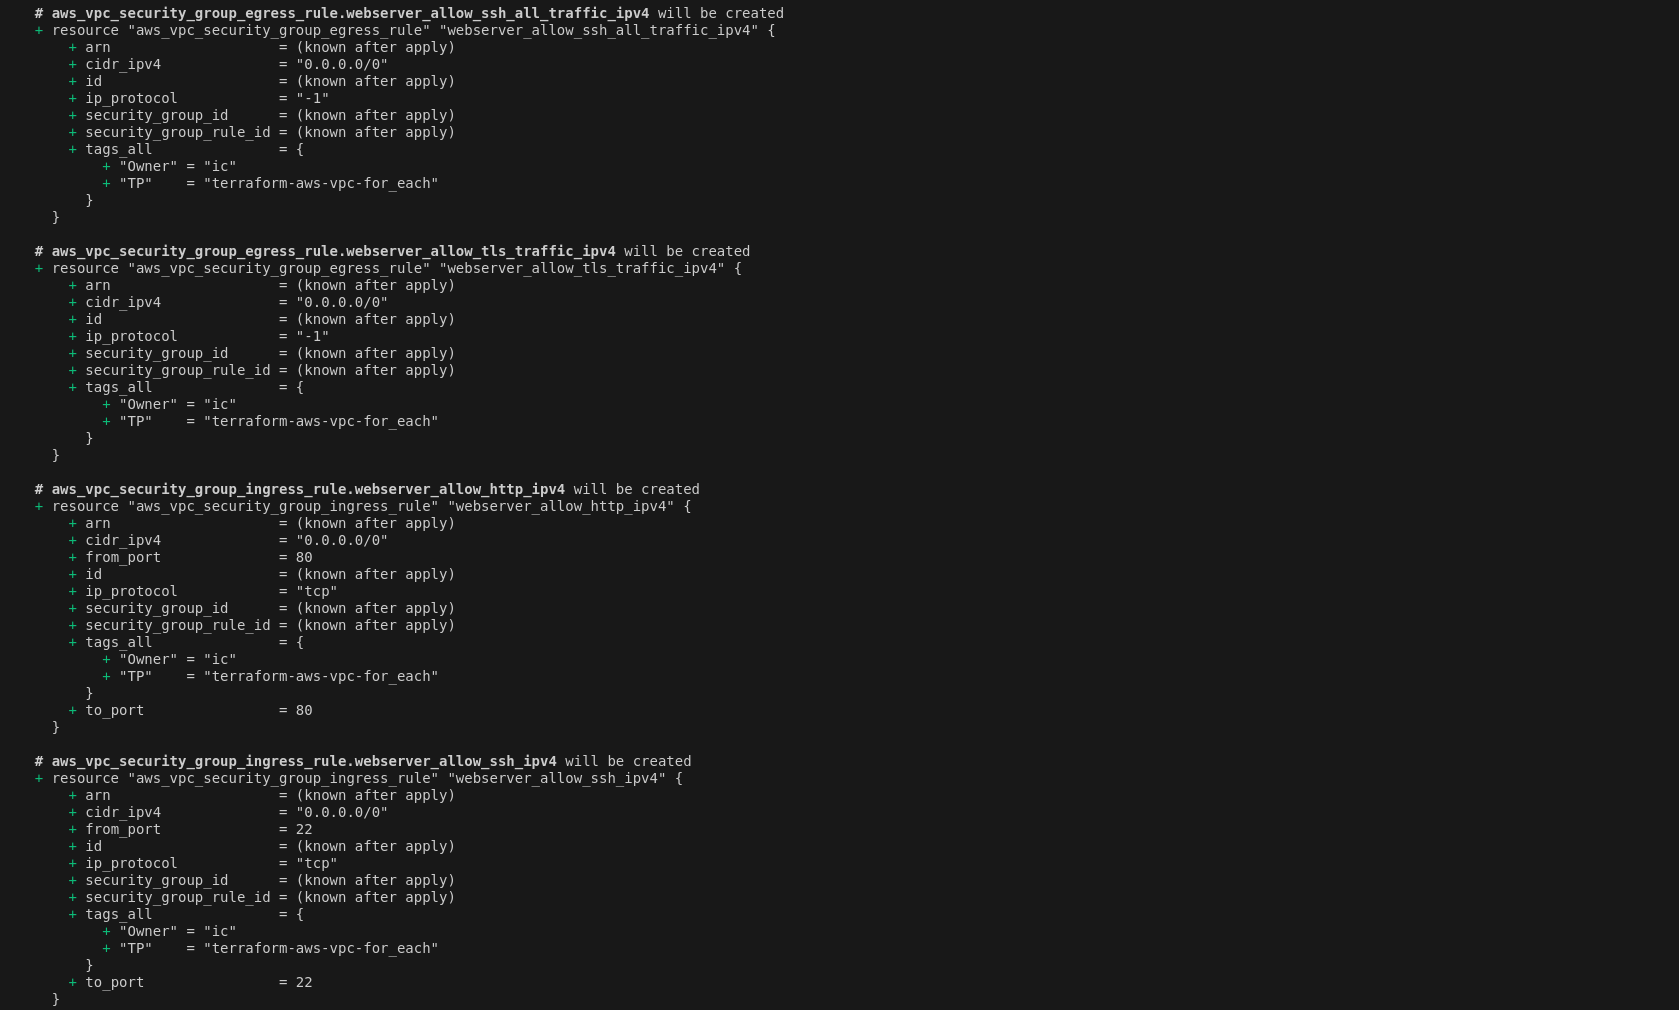 # aws_vpc_security_group_egress_rule.webserver_allow_ssh_all_traffic_ipv4 will be created
+ resource "aws_vpc_security_group_egress_rule" "webserver_allow_ssh_all_traffic_ipv4" {
    + arn                    = (known after apply)
    + cidr_ipv4              = "0.0.0.0/0"
    + id                     = (known after apply)
    + ip_protocol            = "-1"
    + security_group_id      = (known after apply)
    + security_group_rule_id = (known after apply)
    + tags_all               = {
        + "Owner" = "ic"
        + "TP"    = "terraform-aws-vpc-for_each"
      }
  }

# aws_vpc_security_group_egress_rule.webserver_allow_tls_traffic_ipv4 will be created
+ resource "aws_vpc_security_group_egress_rule" "webserver_allow_tls_traffic_ipv4" {
    + arn                    = (known after apply)
    + cidr_ipv4              = "0.0.0.0/0"
    + id                     = (known after apply)
    + ip_protocol            = "-1"
    + security_group_id      = (known after apply)
    + security_group_rule_id = (known after apply)
    + tags_all               = {
        + "Owner" = "ic"
        + "TP"    = "terraform-aws-vpc-for_each"
      }
  }

# aws_vpc_security_group_ingress_rule.webserver_allow_http_ipv4 will be created
+ resource "aws_vpc_security_group_ingress_rule" "webserver_allow_http_ipv4" {
    + arn                    = (known after apply)
    + cidr_ipv4              = "0.0.0.0/0"
    + from_port              = 80
    + id                     = (known after apply)
    + ip_protocol            = "tcp"
    + security_group_id      = (known after apply)
    + security_group_rule_id = (known after apply)
    + tags_all               = {
        + "Owner" = "ic"
        + "TP"    = "terraform-aws-vpc-for_each"
      }
    + to_port                = 80
  }

# aws_vpc_security_group_ingress_rule.webserver_allow_ssh_ipv4 will be created
+ resource "aws_vpc_security_group_ingress_rule" "webserver_allow_ssh_ipv4" {
    + arn                    = (known after apply)
    + cidr_ipv4              = "0.0.0.0/0"
    + from_port              = 22
    + id                     = (known after apply)
    + ip_protocol            = "tcp"
    + security_group_id      = (known after apply)
    + security_group_rule_id = (known after apply)
    + tags_all               = {
        + "Owner" = "ic"
        + "TP"    = "terraform-aws-vpc-for_each"
      }
    + to_port                = 22
  }